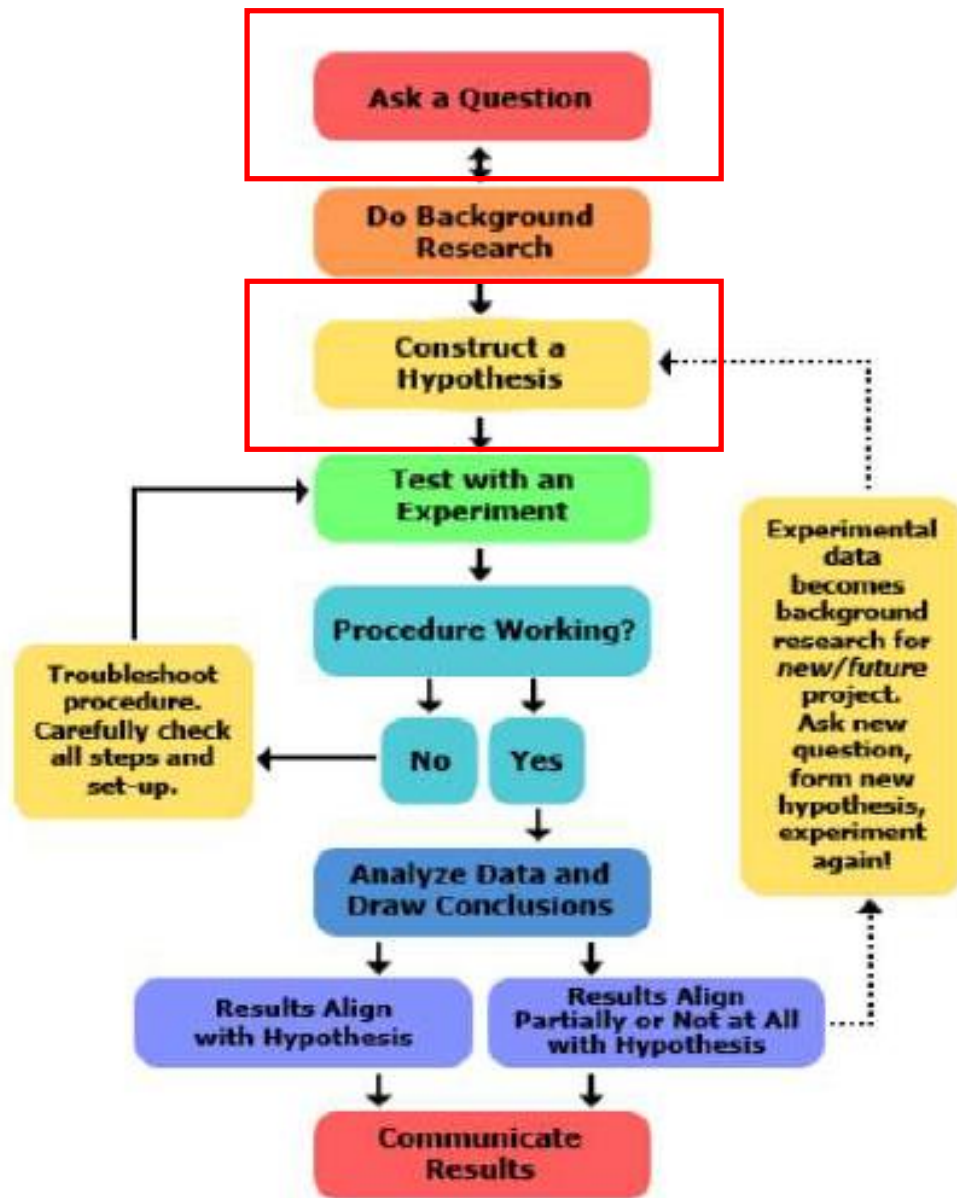 Ask a Question
Do Background
Research
Construct a
Hypothesis
Test with an
Experiment
Procedure Working?
Troubleshoot
procedure.
Carefully check
all steps and
set-up.
No
Yes
Experimental
data
becomes
background
research for
new/future
project.
Ask new
question,
form new
hypothesis,
experiment
again!
Analyze Data and
Draw Conclusions
Results Align
with Hypothesis
Results Align
Partially or Not at All
with Hypothesis
Communicate
Results